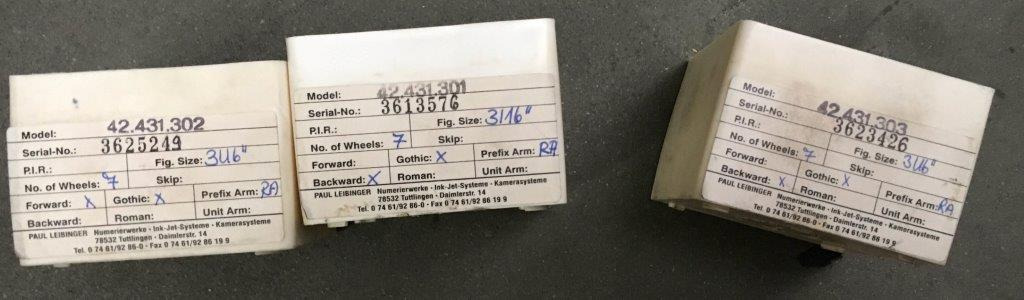 Model: 42.431.302
Serial-No.: 3625249
P.I.R.: Fig. Size: 3/16"
No. of Wheels: 7 Skip:
Forward: X Gothic: X Prefix Arm: RA
Backward: Roman: Unit Arm:
PAUL LEIBINGER Numerierwerke - Ink-Jet-Systeme - Kamerasysteme
78532 Tuttlingen - Daimlerstr. 14
Tel. 0 74 61/92 86-0 - Fax 0 74 61/92 86 19 9
Model: 42.431.301
Serial-No.: 3613576
P.I.R.: Fig. Size: 3/16"
No. of Wheels: 7 Skip:
Forward: Gothic: X Prefix Arm: RA
Backward: X Roman: Unit Arm:
PAUL LEIBINGER Numerierwerke - Ink-Jet-Systeme - Kamerasysteme
78532 Tuttlingen - Daimlerstr. 14
Tel. 0 74 61/92 86-0 - Fax 0 74 61/92 86 19 9
Model: 42.431.303
Serial-No.: 3623426
P.I.R.: Fig. Size: 3/16"
No. of Wheels: 7 Skip:
Forward: Gothic: X Prefix Arm: RA
Backward: X Roman: Unit Arm:
PAUL LEIBINGER Numerierwerke - Ink-Jet-Systeme - Kamerasysteme
78532 Tuttlingen - Daimlerstr. 14
Tel. 0 74 61/92 86-0 - Fax 0 74 61/92 86 19 9